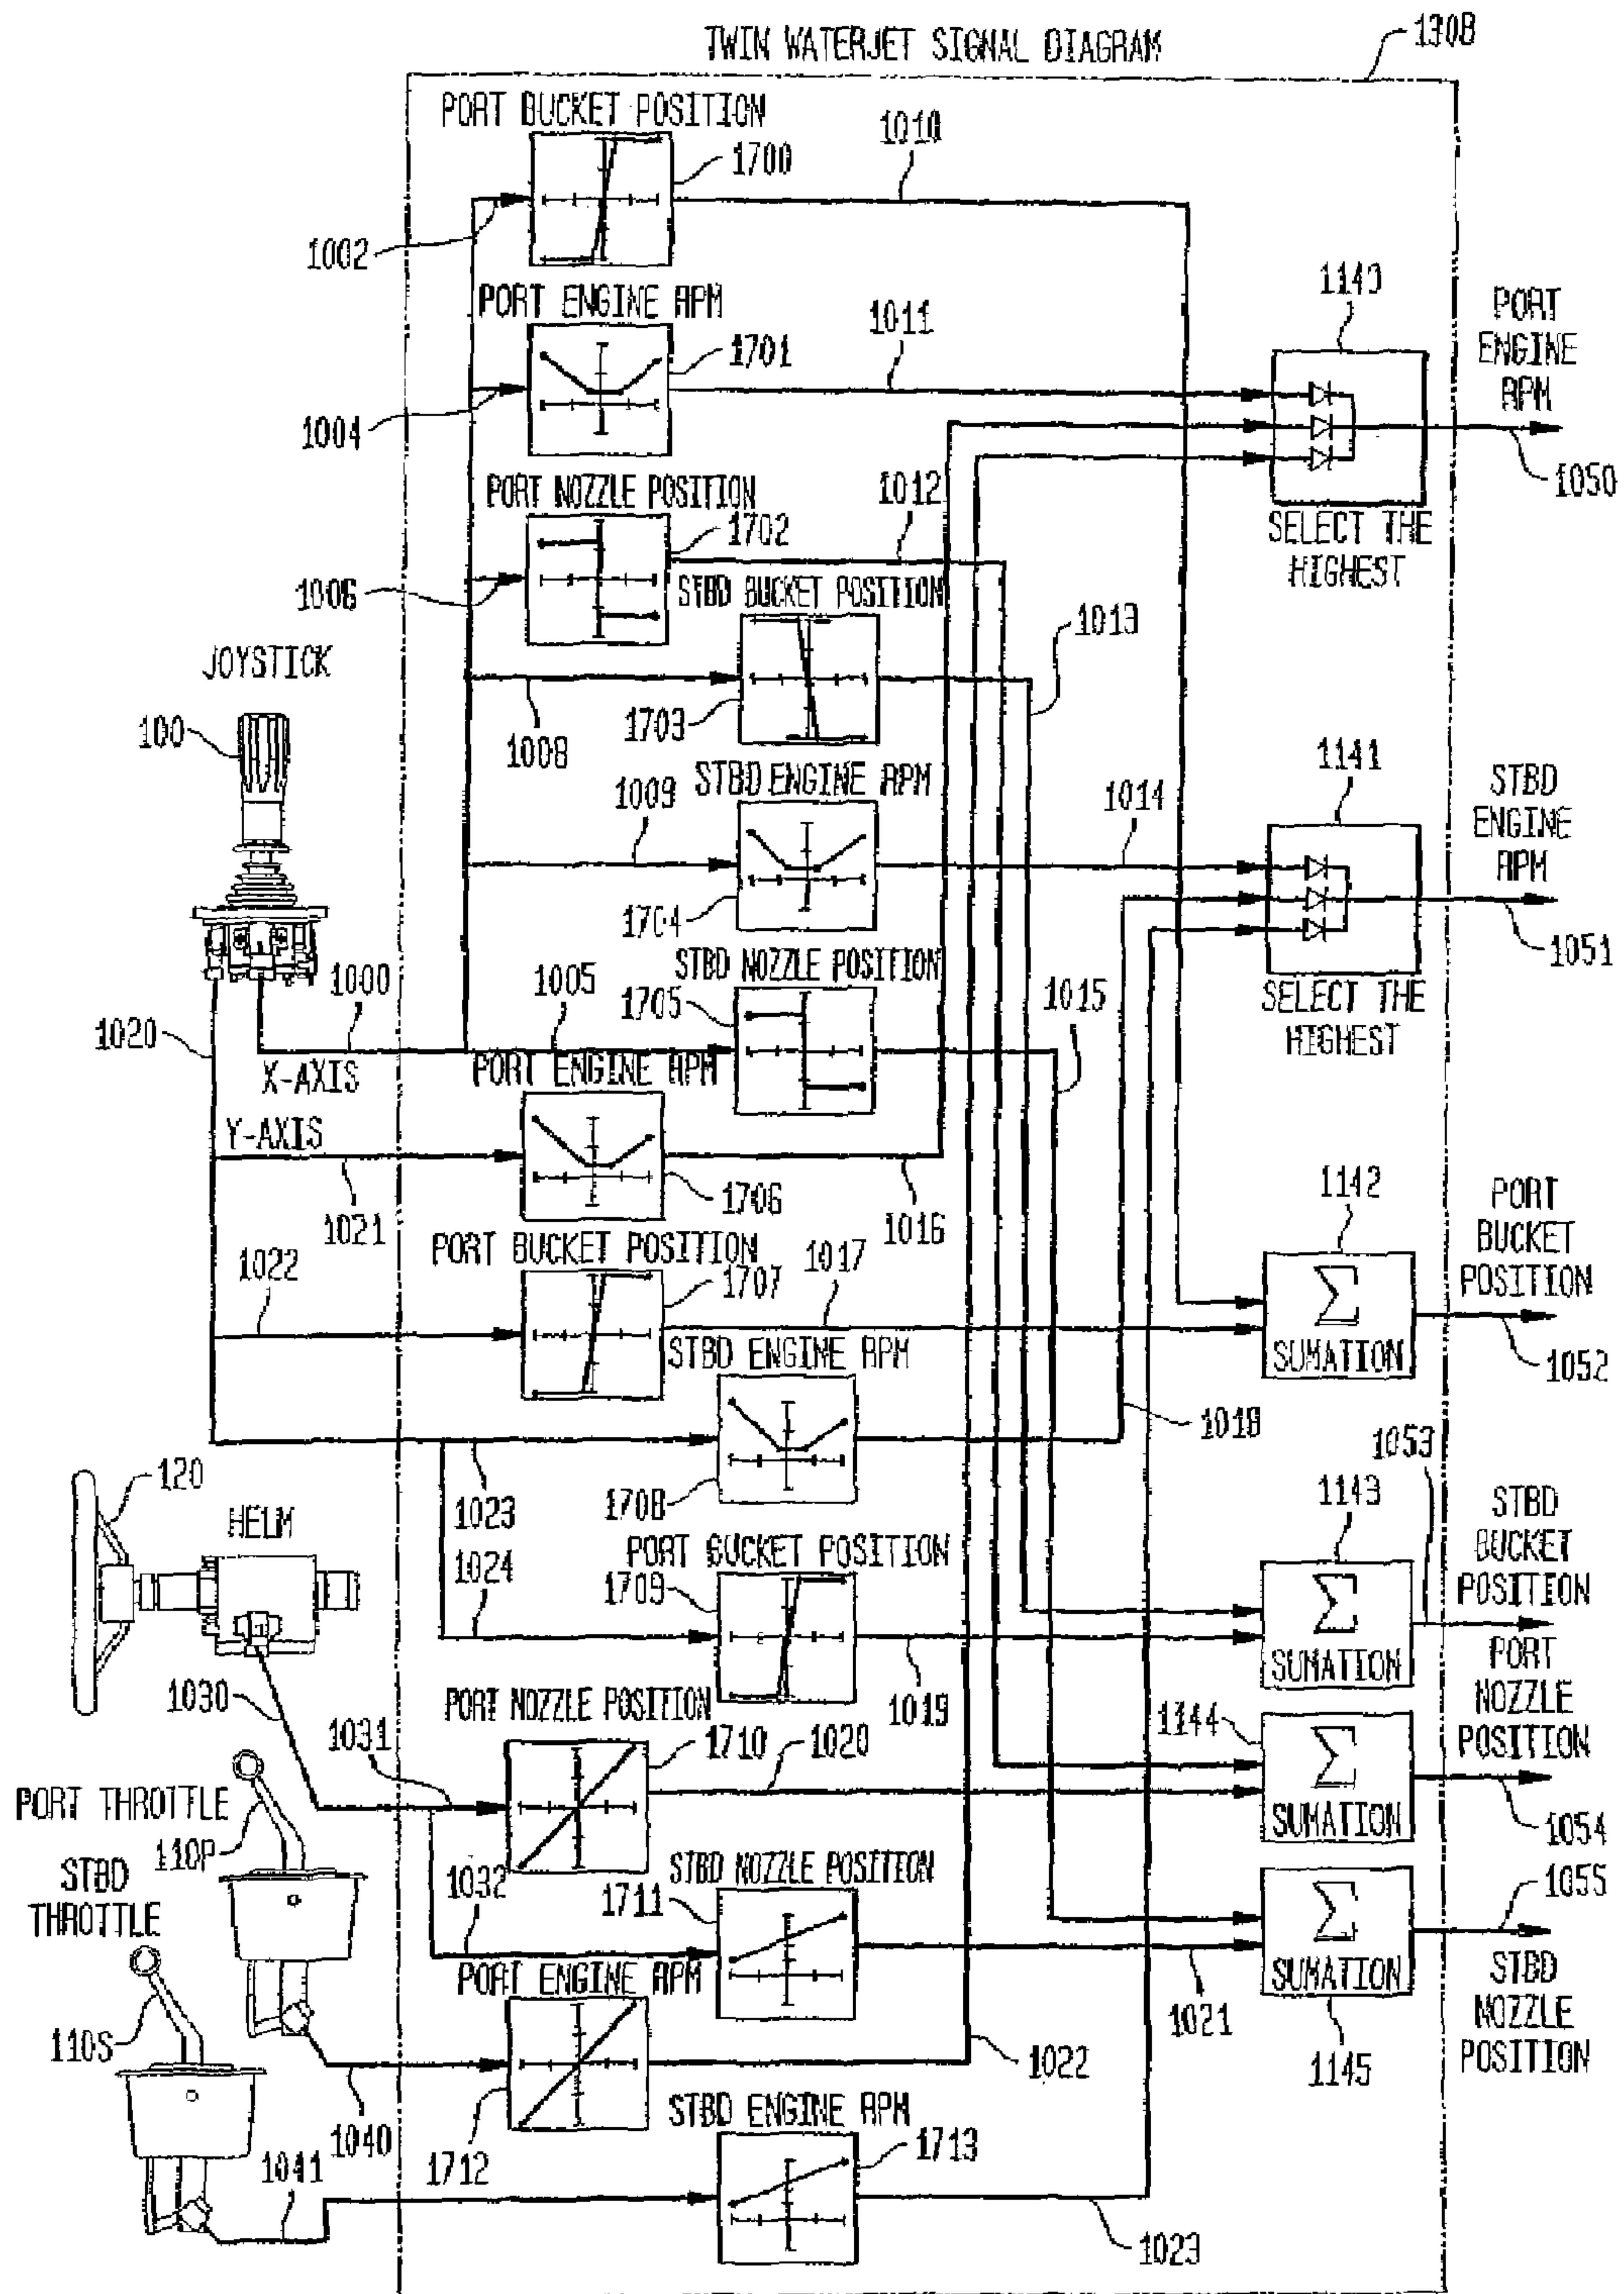 TWIN WATERJET SIGNAL DIAGRAM
130B
PORT BUCKET POSITION
1700
1010
1002
PORT ENGINE RPM
1701
1011
1004
1140
PORT
ENGINE
RPM
1050
SELECT THE
HIGHEST
PORT NOZZLE POSITION
1702
1012
1006
STBD BUCKET POSITION
1013
1703
1008
JOYSTICK
100
STBD ENGINE RPM
1009
1704
1014
1141
STBD
ENGINE
RPM
1051
SELECT THE
HIGHEST
STBD NOZZLE POSITION
1705
1005
1000
1015
1020
X-AXIS
PORT ENGINE RPM
Y-AXIS
1021
1706
1016
1142
PORT
BUCKET
POSITION
PORT BUCKET POSITION
1707
1017
1022
Σ
SUMATION
1052
STBD ENGINE RPM
1018
1023
1708
1053
120
HELM
1143
STBD
BUCKET
POSITION
PORT BUCKET POSITION
1709
1024
1019
Σ
SUMATION
1030
1031
PORT NOZZLE POSITION
1710
1020
1144
PORT
NOZZLE
POSITION
Σ
SUMATION
1054
PORT THROTTLE
110P
STBD
THROTTLE
110S
1032
STBD NOZZLE POSITION
1711
1021
Σ
SUMATION
1055
1145
STBD
NOZZLE
POSITION
PORT ENGINE RPM
1712
1040
1022
STBD ENGINE RPM
1713
1041
1023